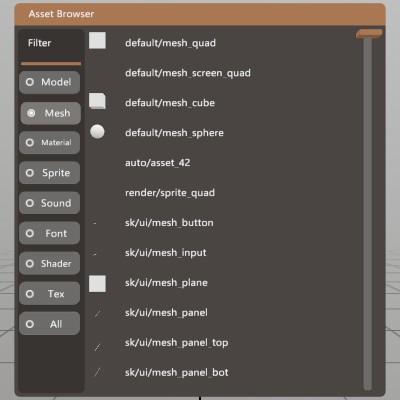 Asset Browser
Filter
Model
Mesh
Material
Sprite
Sound
Font
Shader
Tex
All
default/mesh_quad
default/mesh_screen_quad
default/mesh_cube
default/mesh_sphere
auto/asset_42
render/sprite_quad
sk/ui/mesh_button
sk/ui/mesh_input
sk/ui/mesh_plane
sk/ui/mesh_panel
sk/ui/mesh_panel_top
sk/ui/mesh_panel_bot